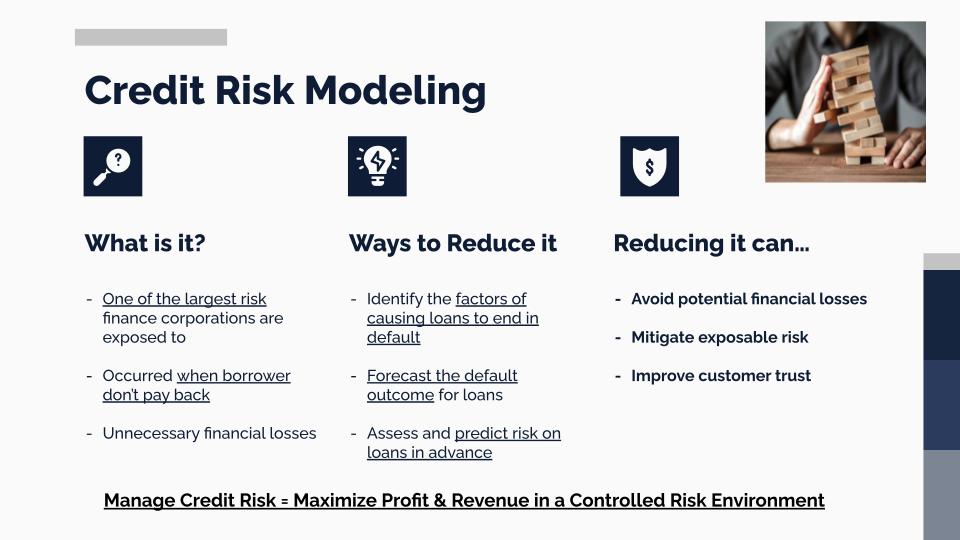 Credit Risk Modeling
What is it?
- One of the largest risk
finance corporations are
exposed to
- Occurred when borrower
don't pay back
- Unnecessary financial losses
Ways to Reduce it
- Identify the factors of
causing loans to end in
default
- Forecast the default
outcome for loans
- Assess and predict risk on
loans in advance
Reducing it can...
- Avoid potential financial losses
- Mitigate exposable risk
- Improve customer trust
Manage Credit Risk = Maximize Profit & Revenue in a Controlled Risk Environment